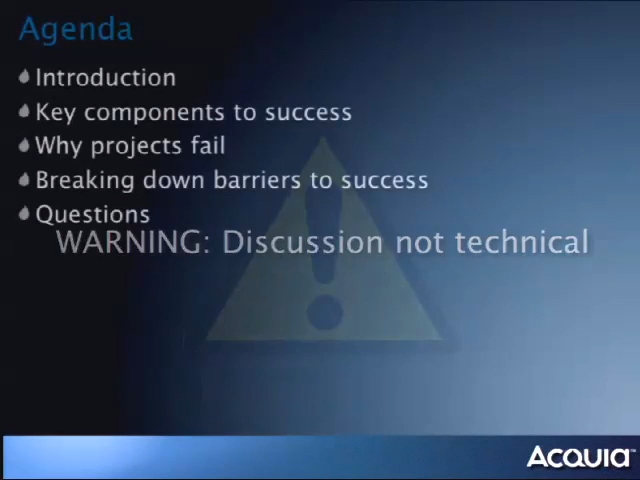 Agenda
Introduction
Key components to success
Why projects fail
Breaking down barriers to success
Questions
WARNING: Discussion not technical
ACQUIA™